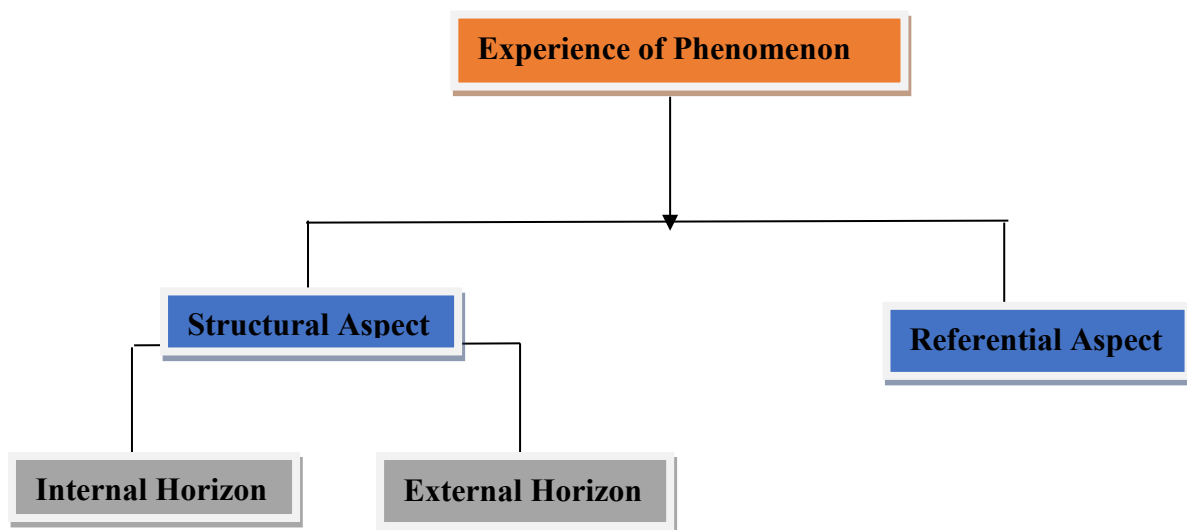 Experience of Phenomenon
Structural Aspect
Referential Aspect
Internal Horizon
External Horizon